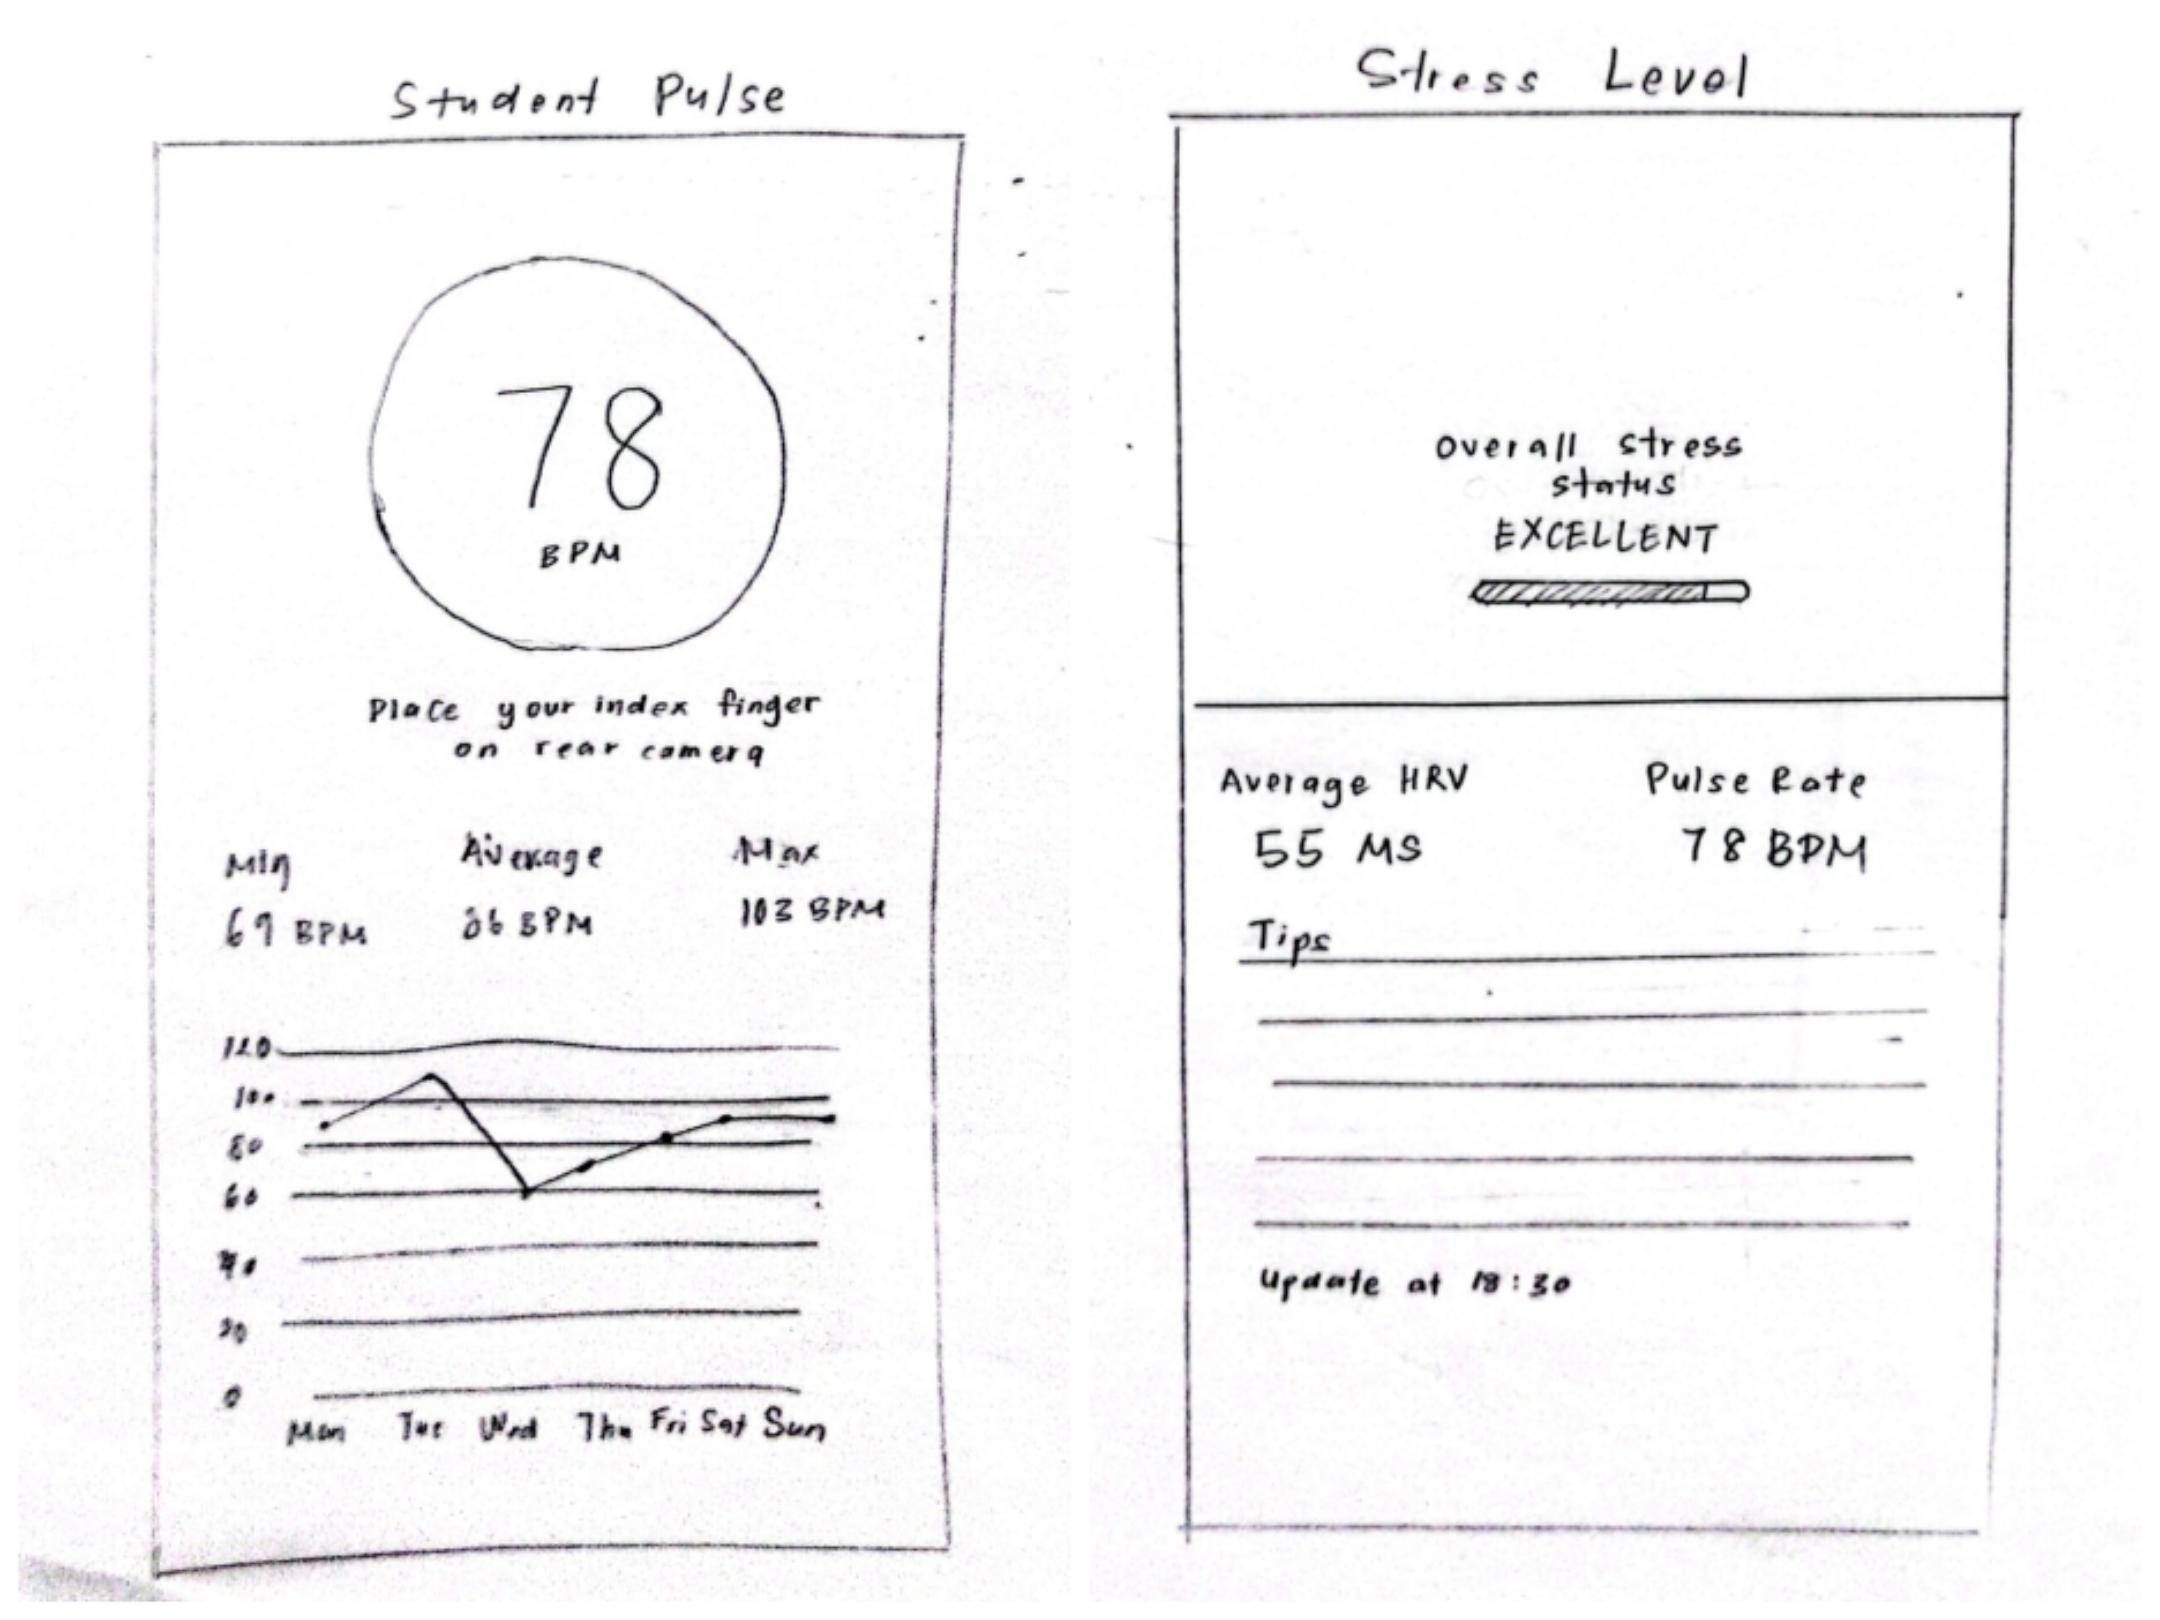 Student Pulse
78
BPM
Place your index finger
on rear camera
Min
Average
Max
69 BPM
BPM
103 BPM
120
100
80
60
40
20
0
Mon Tue Wed Thu Fri Sat Sun
Stress Level
Overall stress
status
EXCELLENT
Average HRV
Pulse Rate
55 MS
78 BPM
Tips
Update at 18:30